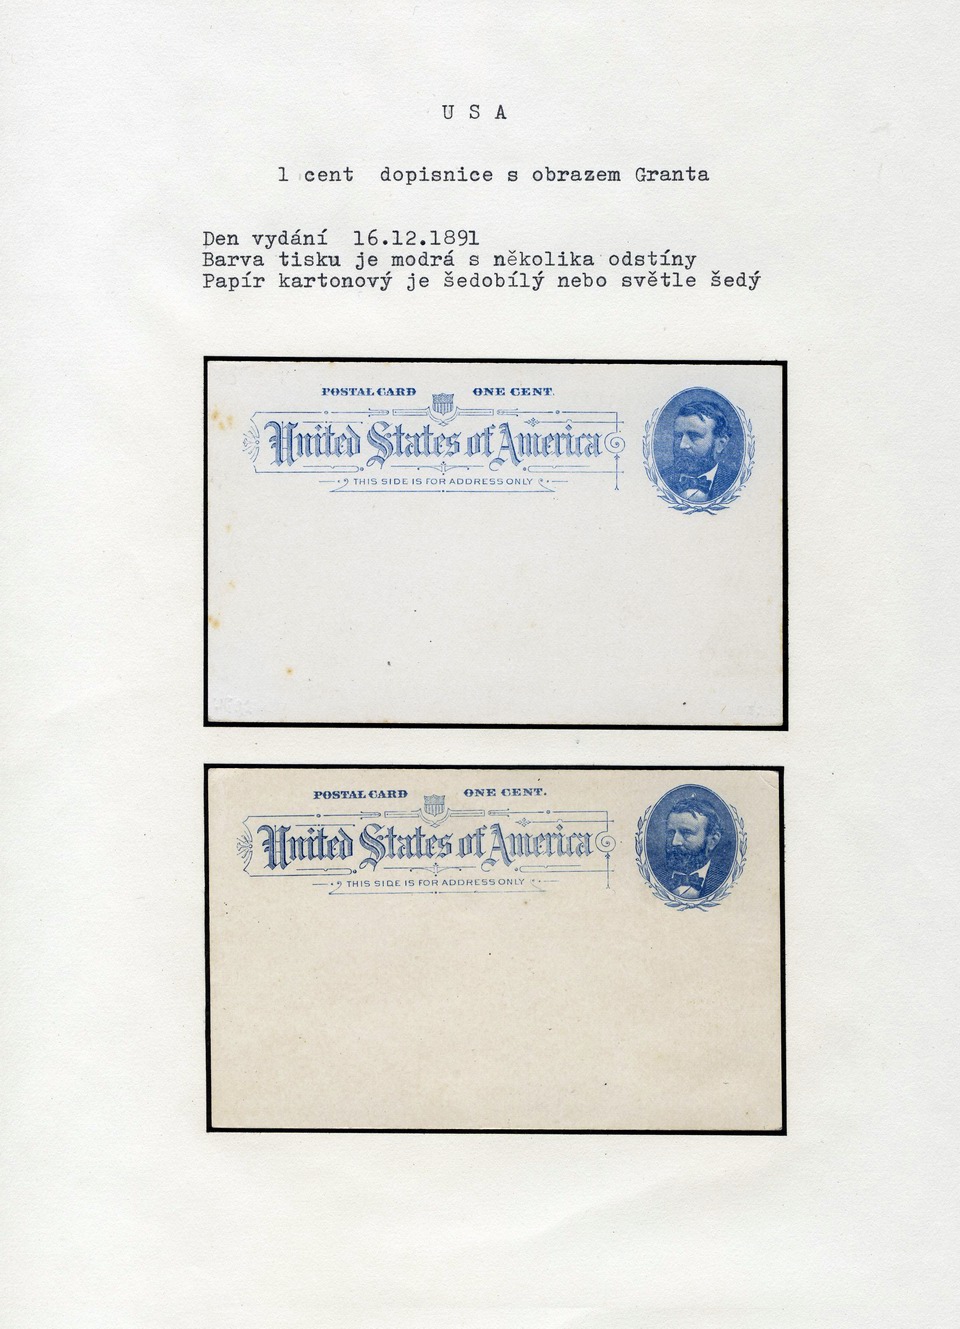 U S A
1 cent dopisnice s obrazem Granta
Den vydání 16.12.1891
Barva tisku je modrá s několika odstíny
Papír kartonový je šedobílý nebo světle šedý
POSTAL CARD ONE CENT.
United States of America
THIS SIDE IS FOR ADDRESS ONLY
POSTAL CARD ONE CENT.
United States of America
THIS SIDE IS FOR ADDRESS ONLY